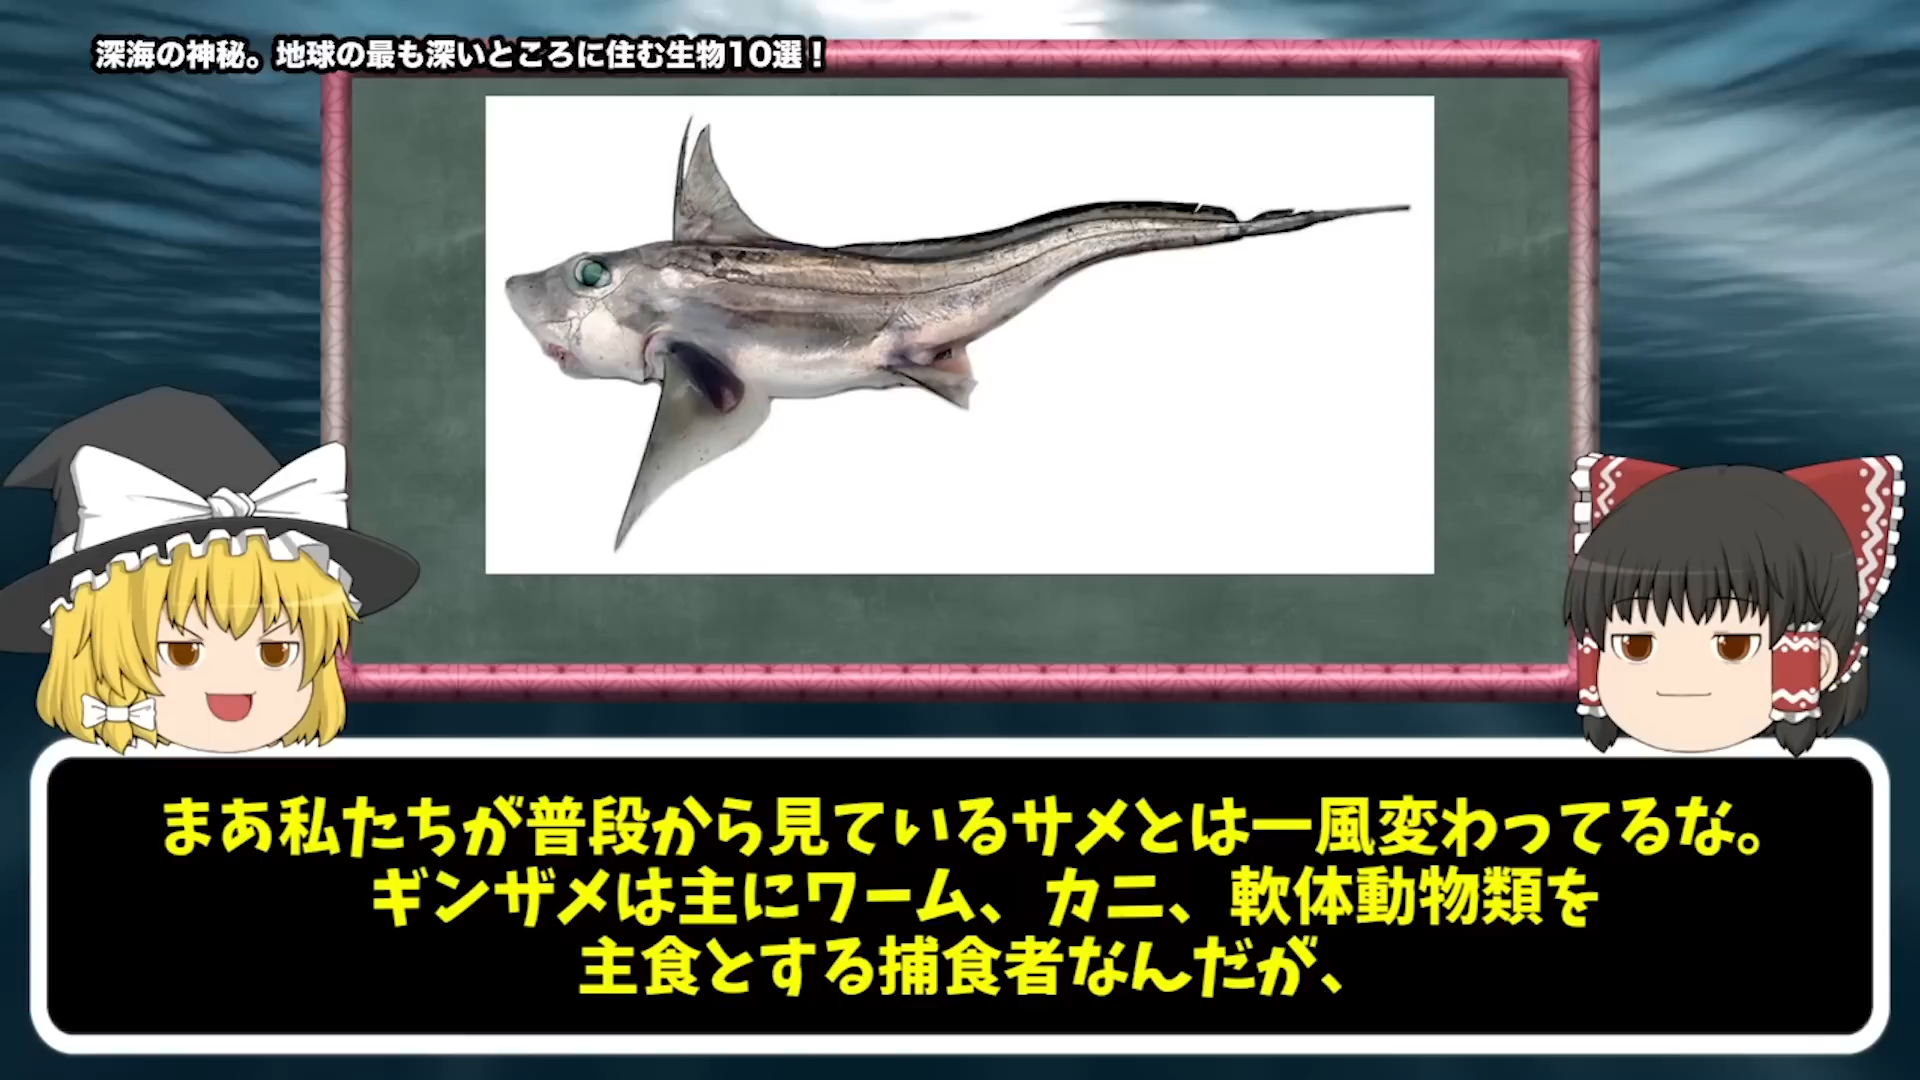 深海の神秘。地球の最も深いところに住む生物10選！
まあ私たちが普段から見ているサメとは一風変わってるな。
ギンザメは主にワーム、カニ、軟体動物類を
主食とする捕食者なんだが、